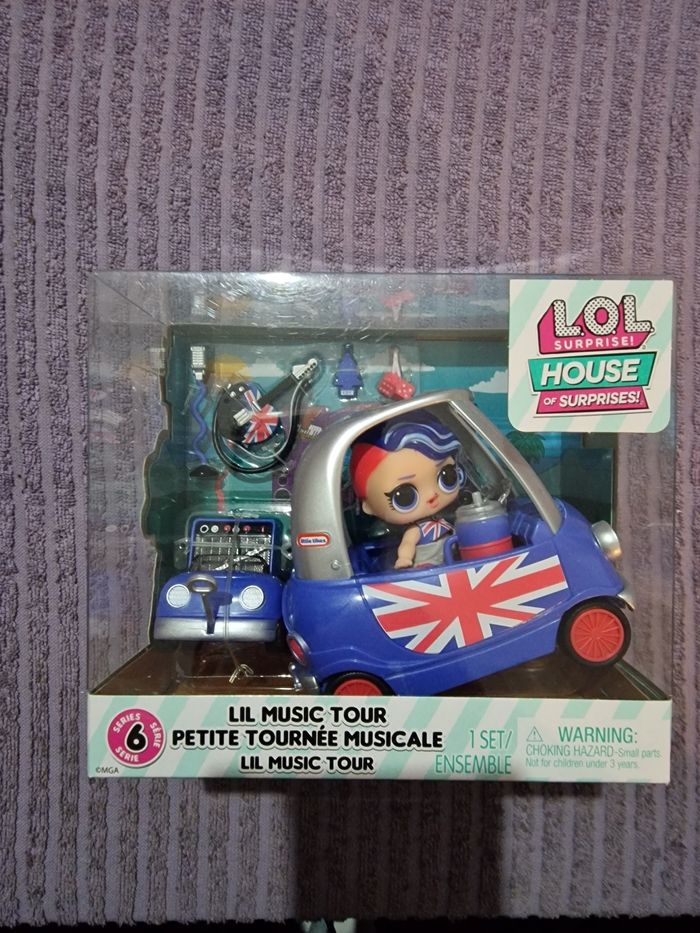 L.O.L.
SURPRISE!
HOUSE
OF SURPRISES!
little tikes
SERIES
SÉRIE
6
SERIE
LIL MUSIC TOUR
PETITE TOURNÉE MUSICALE
LIL MUSIC TOUR
1 SET/
ENSEMBLE
WARNING:
CHOKING HAZARD-Small parts.
Not for children under 3 years.
©MGA